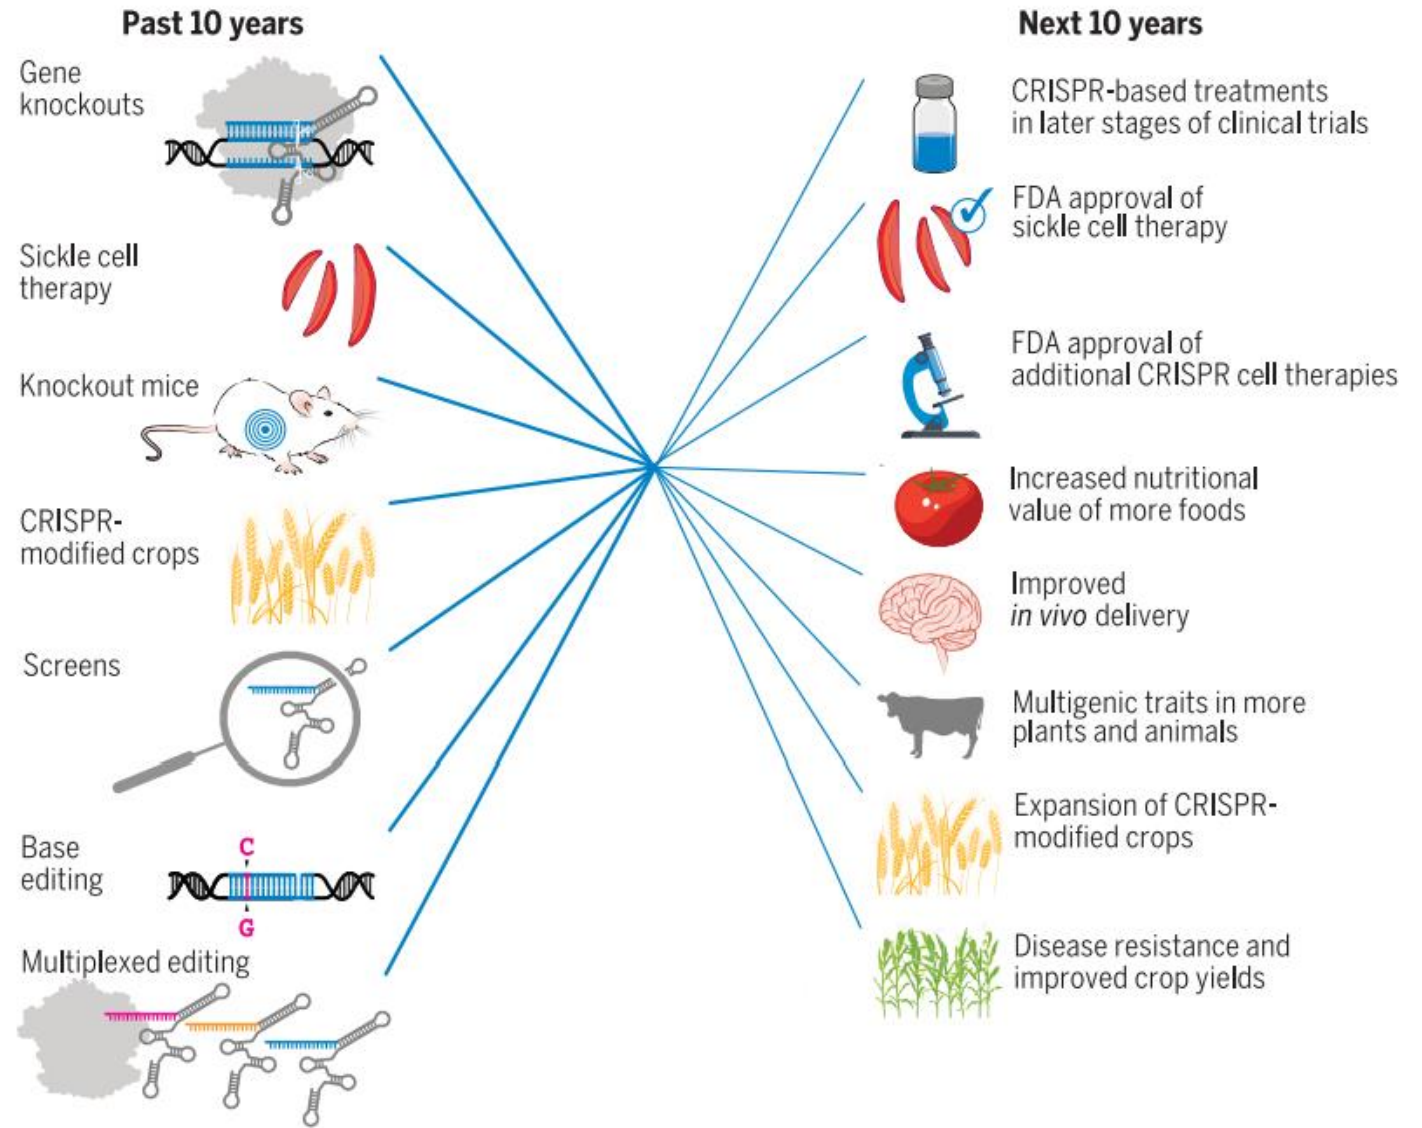 Past 10 years
Gene
knockouts
Sickle cell
therapy
Knockout mice
CRISPR-
modified crops
Screens
Base
editing
C
G
Multiplexed editing
Next 10 years
CRISPR-based treatments
in later stages of clinical trials
FDA approval of
sickle cell therapy
FDA approval of
additional CRISPR cell therapies
Increased nutritional
value of more foods
Improved
in vivo delivery
Multigenic traits in more
plants and animals
Expansion of CRISPR-
modified crops
Disease resistance and
improved crop yields